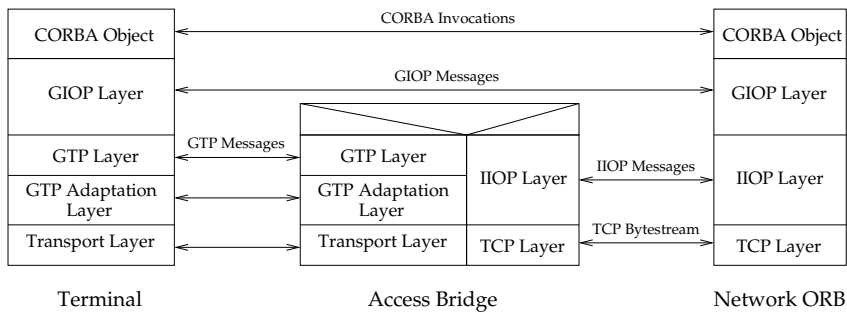 CORBA Invocations
CORBA Object
CORBA Object
GIOP Messages
GIOP Layer
GIOP Layer
GTP Messages
GTP Layer
GTP Layer
IIOP Layer
IIOP Messages
IIOP Layer
GTP Adaptation
Layer
GTP Adaptation
Layer
TCP Bytestream
Transport Layer
Transport Layer
TCP Layer
TCP Layer
Terminal
Access Bridge
Network ORB